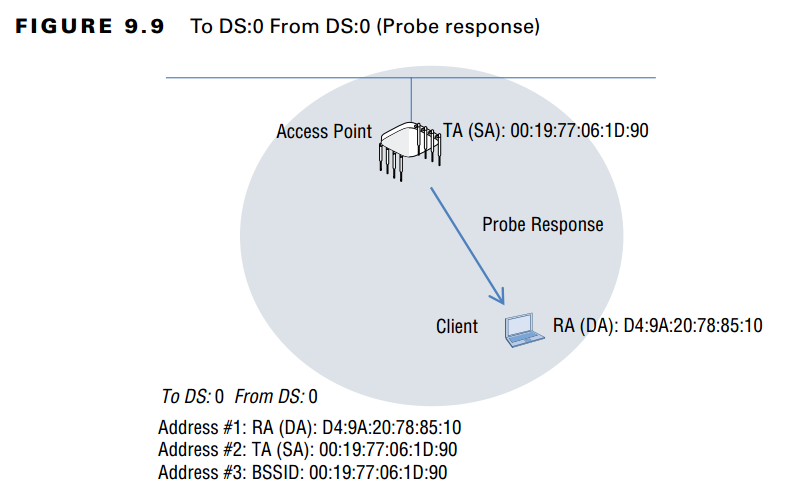 FIGURE 9.9 To DS:0 From DS:0 (Probe response)
Access Point
TA (SA): 00:19:77:06:1D:90
Probe Response
Client
RA (DA): D4:9A:20:78:85:10
To DS: 0 From DS: 0
Address #1: RA (DA): D4:9A:20:78:85:10
Address #2: TA (SA): 00:19:77:06:1D:90
Address #3: BSSID: 00:19:77:06:1D:90